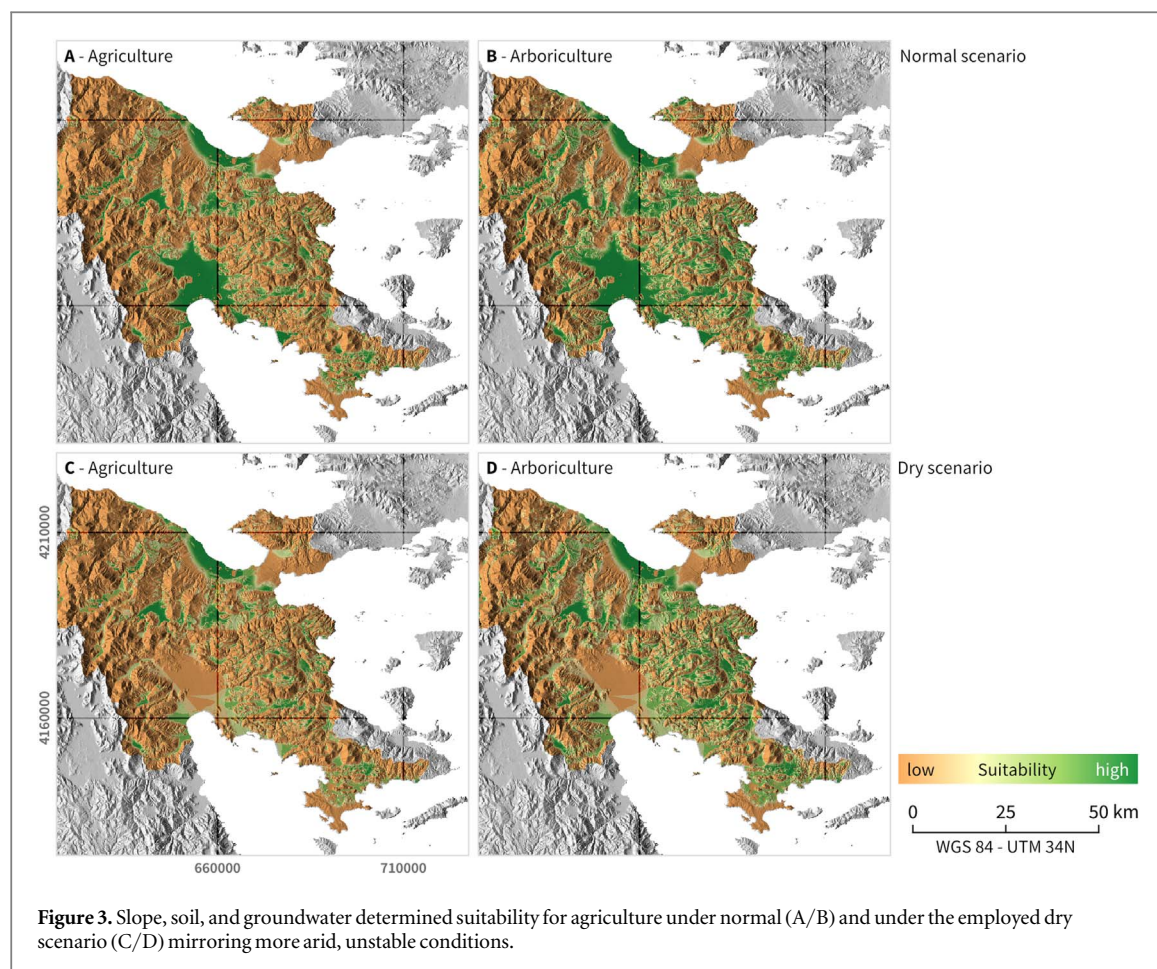 A - Agriculture
B - Arboriculture
Normal scenario
C - Agriculture
D - Arboriculture
Dry scenario
4210000
4160000
660000
710000
low Suitability high
0 25 50 km
WGS 84 - UTM 34N
Figure 3. Slope, soil, and groundwater determined suitability for agriculture under normal (A/B) and under the employed dry
scenario (C/D) mirroring more arid, unstable conditions.